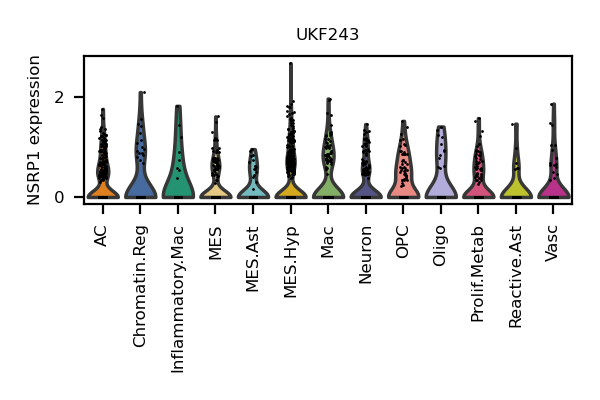 UKF243
NSRP1 expression
2
0
AC
Chromatin.Reg
Inflammatory.Mac
MES
MES.Ast
MES.Hyp
Mac
Neuron
OPC
Oligo
Prolif.Metab
Reactive.Ast
Vasc